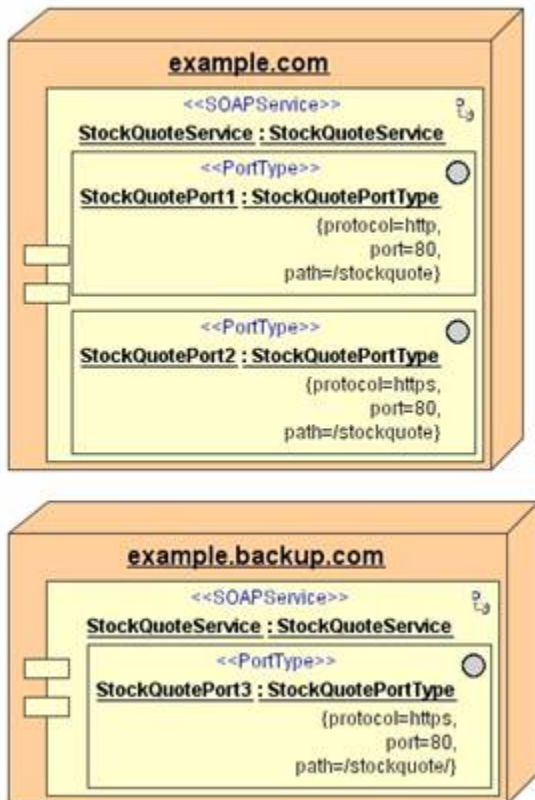 example.com
<<SOAPService>>
StockQuoteService : StockQuoteService
<<PortType>>
StockQuotePort1 : StockQuotePortType
{protocol=http,
port=80,
path=/stockquote}
<<PortType>>
StockQuotePort2 : StockQuotePortType
{protocol=https,
port=80,
path=/stockquote}
example.backup.com
<<SOAPService>>
StockQuoteService : StockQuoteService
<<PortType>>
StockQuotePort3 : StockQuotePortType
{protocol=https,
port=80,
path=/stockquote/}